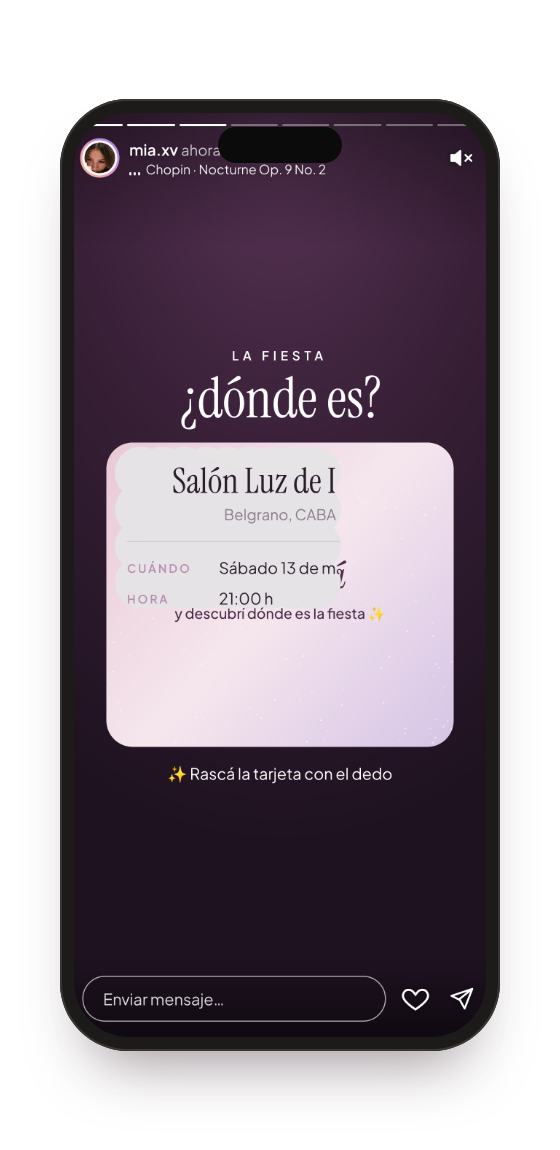 mia.xv ahora
Chopin · Nocturne Op. 9 No. 2
LA FIESTA
¿dónde es?
Salón Luz de
Belgrano, CABA
CUÁNDO Sábado 13 de
HORA 21:00 h
y descubrí dónde es la fiesta ✨
✨ Rascá la tarjeta con el dedo
Enviar mensaje...